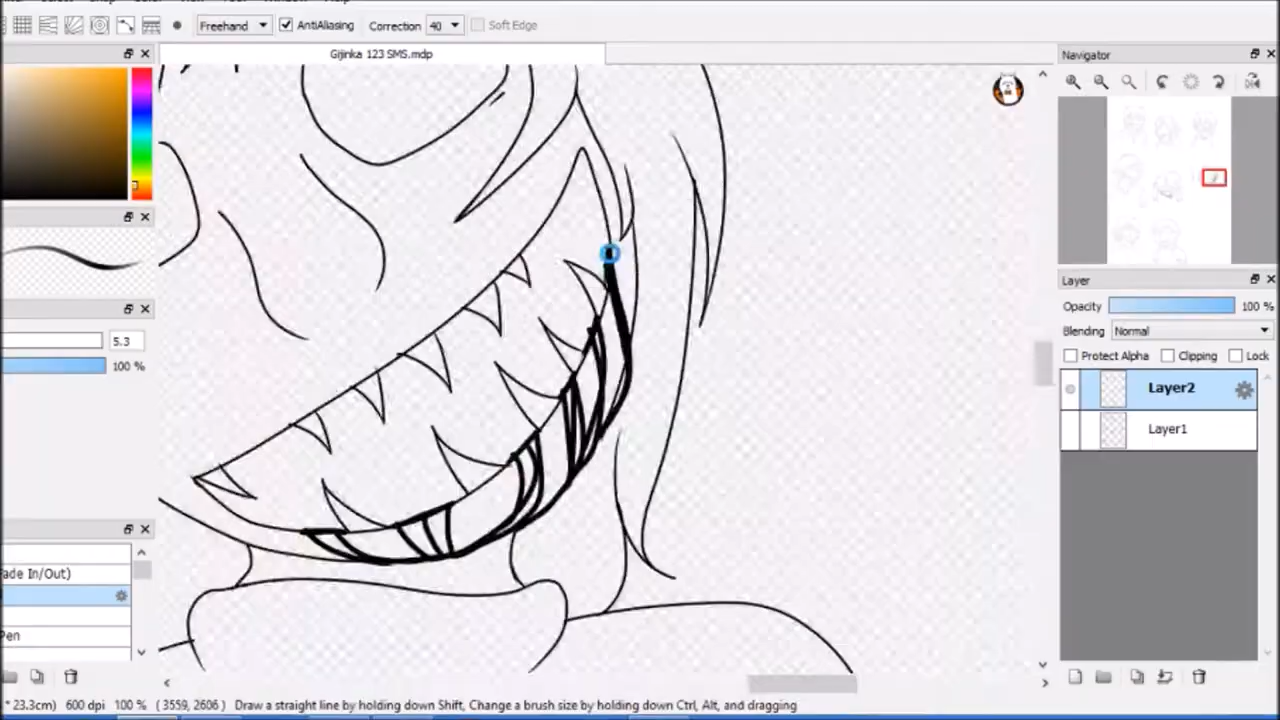 Freehand AntiAliasing Correction 40 Soft Edge
Gijinka 123 SMS.mdp
Navigator
5.3
100 %
Layer
Opacity 100 %
Blending Normal
Protect Alpha Clipping Lock
Layer2
Layer1
ade In/Out)
Pen
* 23.3cm) 600 dpi 100 % (3559, 2606) Draw a straight line by holding down Shift, Change a brush size by holding down Ctrl, Alt, and dragging